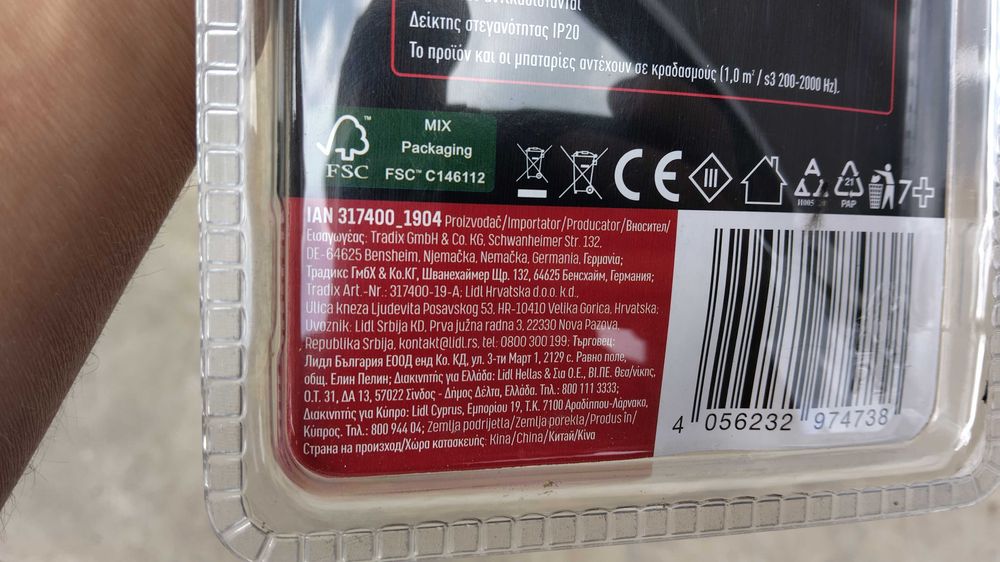 Δείκτης στεγανότητας IP20
Το προϊόν και οι μπαταρίες αντέχουν σε κραδασμούς (1,0 m² / s3 200-2000 Hz).
FSC™
MIX
Packaging
FSC™ C146112
CE
III
PAP
21
7+
IAN 317400_1904 Proizvođač/Importator/Producator/Вносител/
Εισαγωγέας: Tradix GmbH & Co. KG, Schwanheimer Str. 132,
DE-64625 Bensheim, Njemačka, Nemačka, Germania, Γερμανία;
Традикс ГмбХ & Ко.КГ, Шванехаймер Щр. 132, 64625 Бенсхайм, Германия;
Tradix Art.-Nr.: 317400-19-A; Lidl Hrvatska d.o.o. k.d.,
Ulica kneza Ljudevita Posavskog 53, HR-10410 Velika Gorica, Hrvatska;
Uvoznik: Lidl Srbija KD, Prva južna radna 3, 22330 Nova Pazova,
Republika Srbija, kontakt@lidl.rs, tel: 0800 300 199; Търговец:
Лидл България ЕООД енд Ко. КД, ул. 3-ти Март 1, 2129 с. Равно поле,
общ. Елин Пелин; Διακινητής για Ελλάδα: Lidl Hellas & Σια Ο.Ε., ΒΙ.ΠΕ. Θεσ/νίκης,
Ο.Τ. 31, ΔΑ 13, 57022 Σίνδος - Δήμος Δέλτα, Ελλάδα. Τηλ.: 800 111 3333;
Διακινητής για Κύπρο: Lidl Cyprus, Εμπορίου 19, Τ.Κ. 7100 Αραδίππου-Λάρνακα,
Κύπρος. Τηλ.: 800 944 04; Zemlja podrijetla/Zemlja porekla/Produs în/
Страна на произход/Χώρα κατασκευής: Kina/China/Китай/Κίνα
4 056232 974738